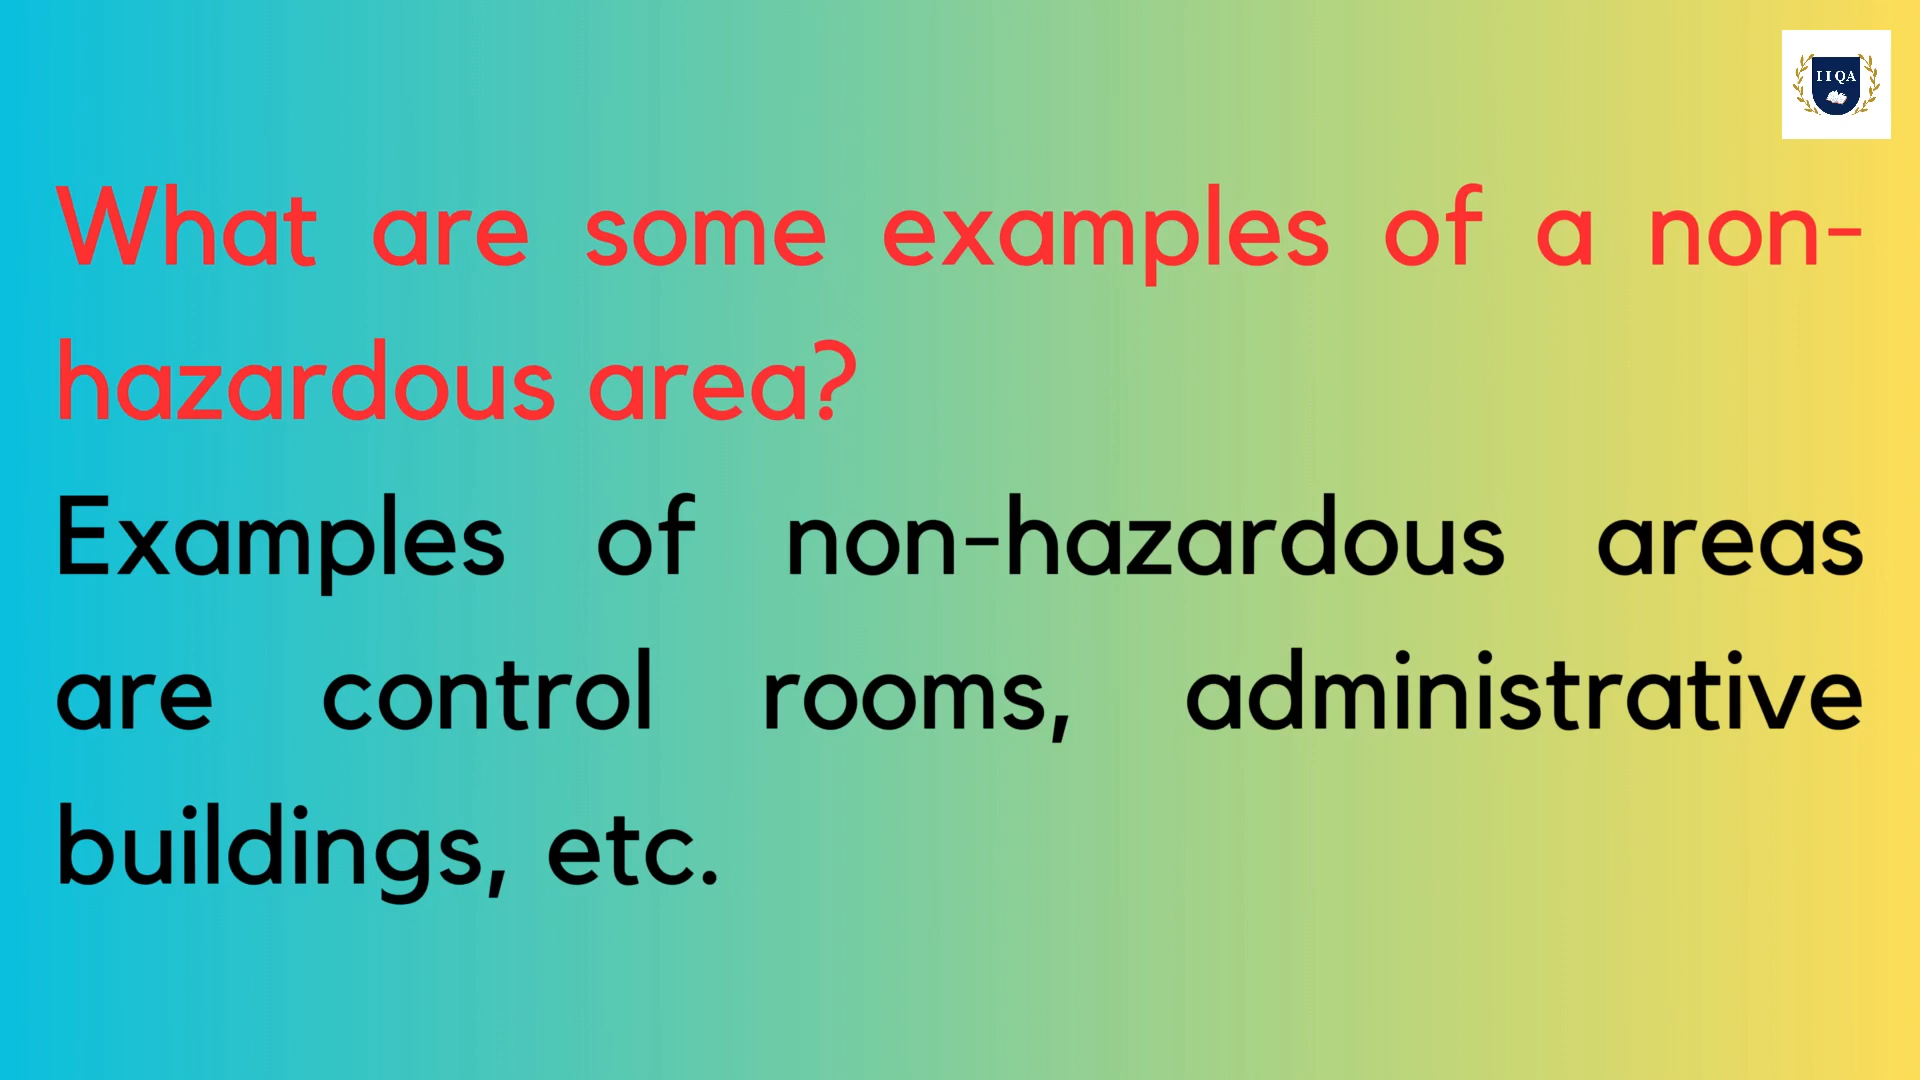 IIQA
What are some examples of a non-
hazardous area?
Examples of non-hazardous areas
are control rooms, administrative
buildings, etc.